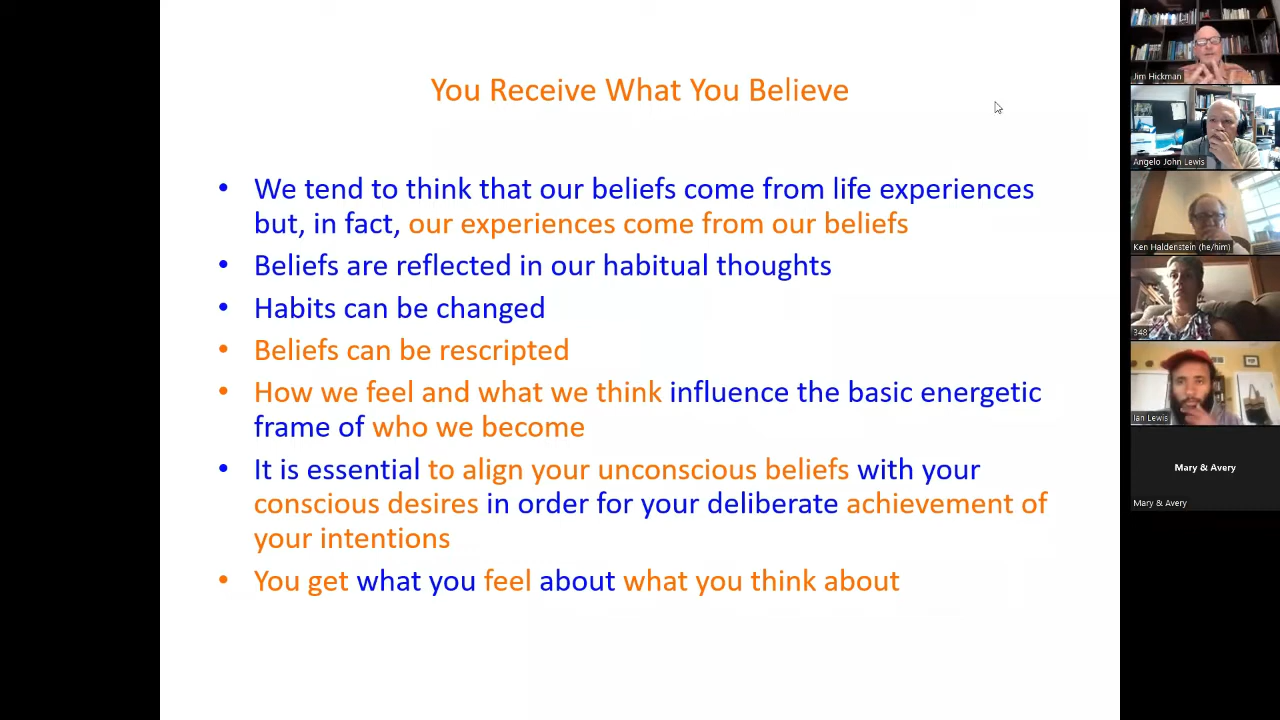 You Receive What You Believe
• We tend to think that our beliefs come from life experiences
but, in fact, our experiences come from our beliefs
• Beliefs are reflected in our habitual thoughts
• Habits can be changed
• Beliefs can be rescripted
• How we feel and what we think influence the basic energetic
frame of who we become
• It is essential to align your unconscious beliefs with your
conscious desires in order for your deliberate achievement of
your intentions
• You get what you feel about what you think about
Jim Hickman
Angelo John Lewis
Ken Haldenstein (he/him)
348
Ian Lewis
Mary & Avery
Mary & Avery